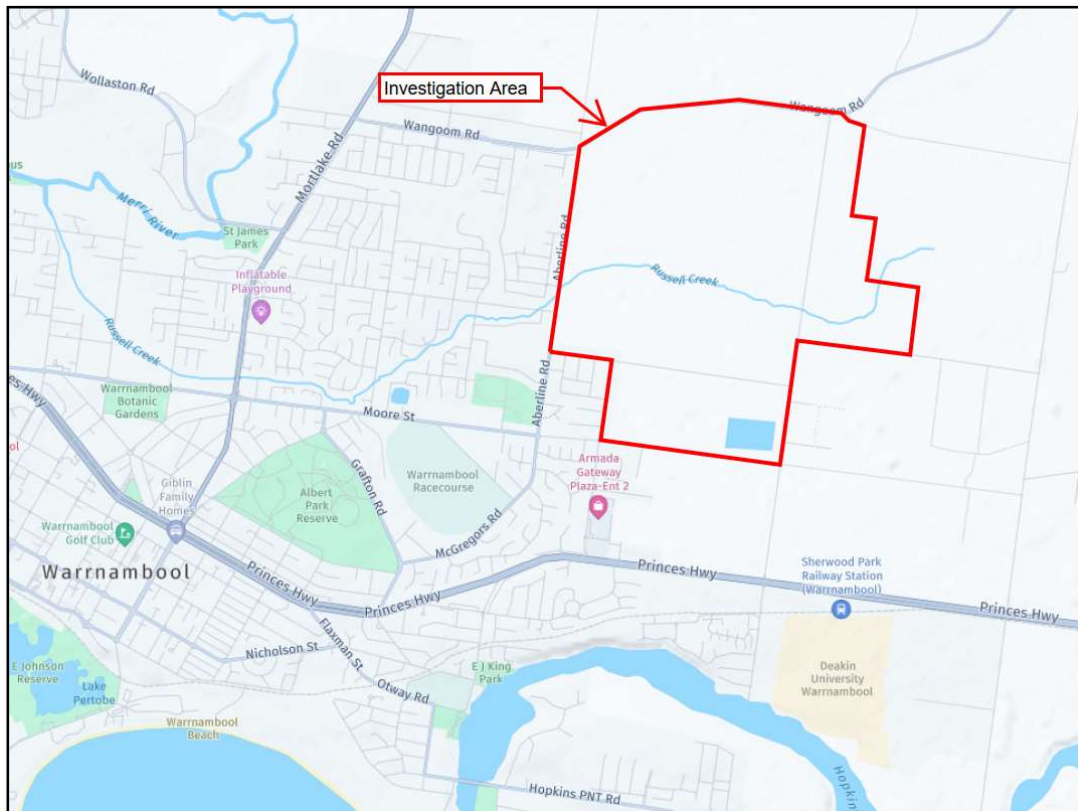 Wollaston Rd
Mortlake Rd
Investigation Area
Wangoom Rd
Wangoom Rd
Merri River
St James
Park
Inflatable
Playground
Aberline Rd
Russell Creek
Russell Creek
Princes Hwy
Warrnambool
Botanic
Gardens
Moore St
Aberline Rd
Grafton Rd
Warrnambool
Racecourse
Armada
Gateway
Plaza-Ent 2
Giblin
Family
Homes
Albert
Park
Reserve
Warrnambool
Golf Club
McGregors Rd
Warrnambool
Princes Hwy
Princes Hwy
Princes Hwy
Sherwood Park
Railway Station
(Warrnambool)
Princes Hwy
Nicholson St
Flaxman St
Otway Rd
E J King
Park
E Johnson
Reserve
Lake
Pertobe
Deakin
University
Warrnambool
Warrnambool
Beach
Hopkins PNT Rd